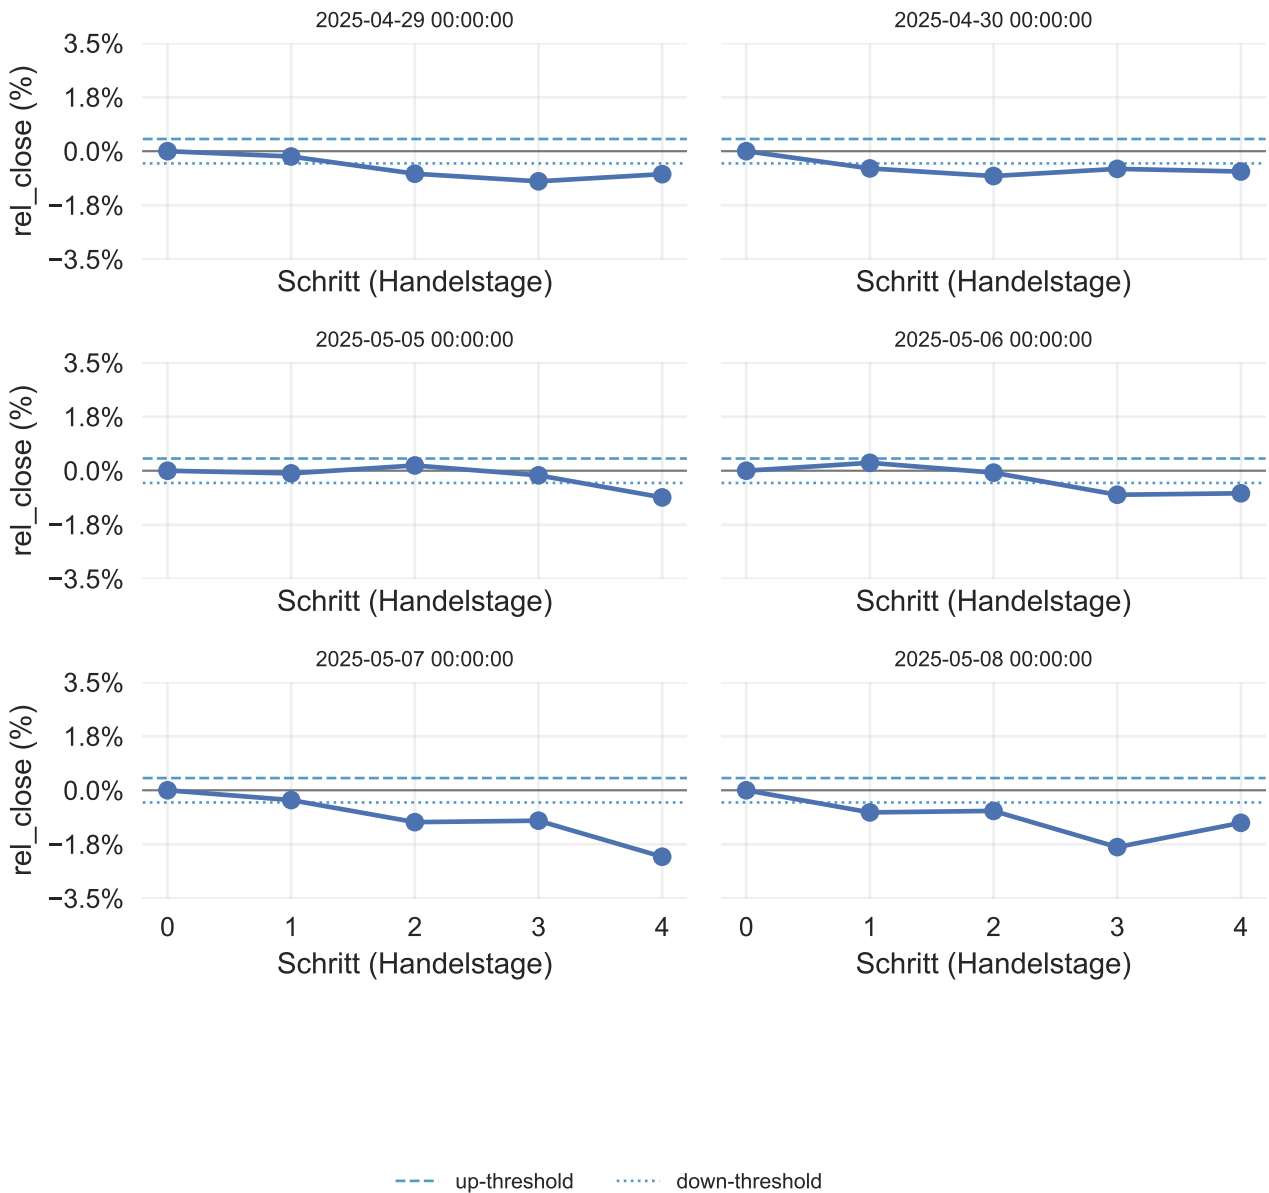 2025-04-29 00:00:00
2025-04-30 00:00:00
rel_close (%)
3.5%
1.8%
0.0%
−1.8%
−3.5%
Schritt (Handelstage)
Schritt (Handelstage)
2025-05-05 00:00:00
2025-05-06 00:00:00
rel_close (%)
3.5%
1.8%
0.0%
−1.8%
−3.5%
Schritt (Handelstage)
Schritt (Handelstage)
2025-05-07 00:00:00
2025-05-08 00:00:00
rel_close (%)
3.5%
1.8%
0.0%
−1.8%
−3.5%
0 1 2 3 4
0 1 2 3 4
Schritt (Handelstage)
Schritt (Handelstage)
up-threshold
down-threshold